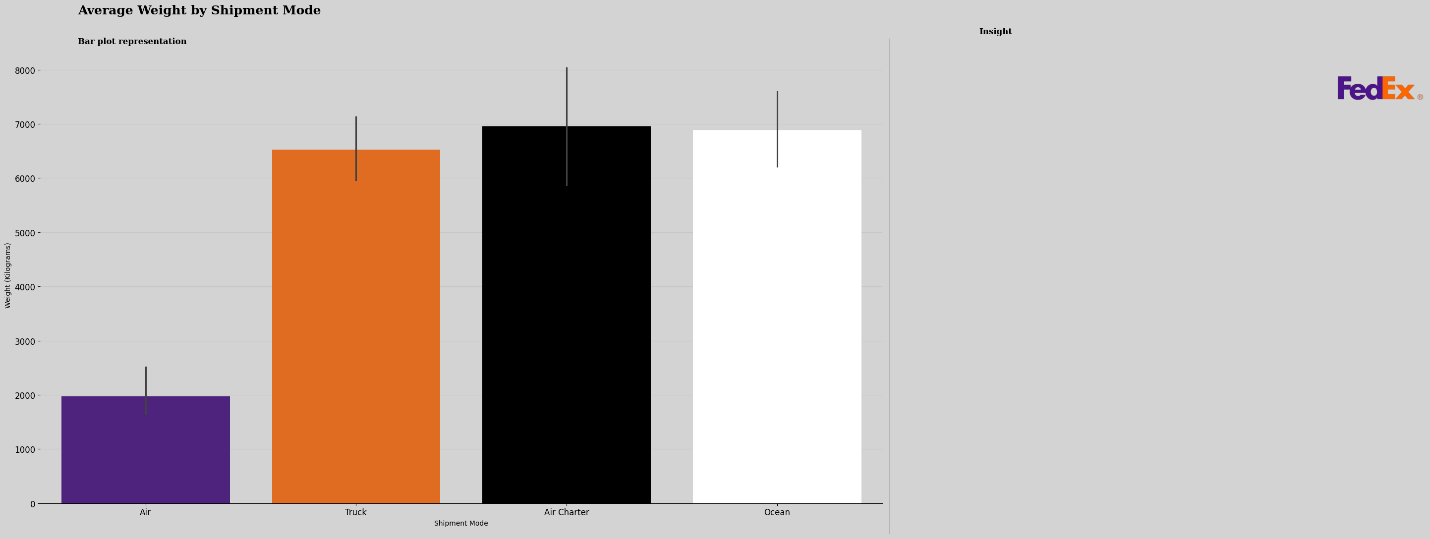 Average Weight by Shipment Mode
Bar plot representation
Insight
FedEx®
8000
7000
6000
5000
4000
3000
2000
1000
0
Weight (Kilograms)
Air
Truck
Air Charter
Ocean
Shipment Mode